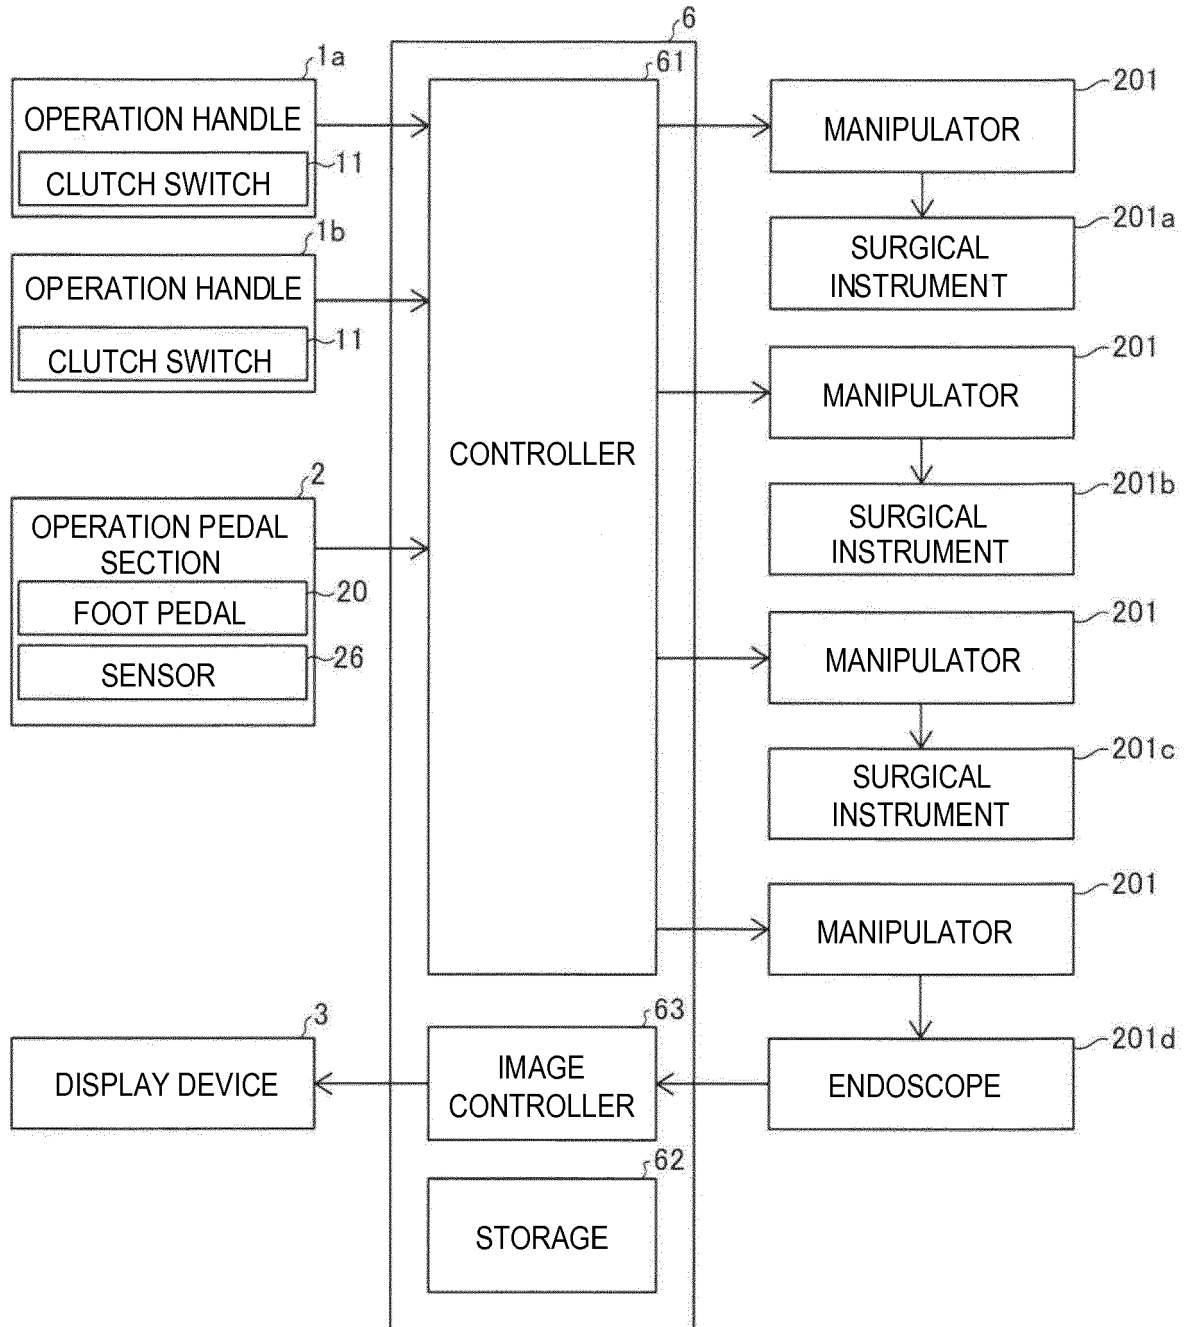 6
1a
OPERATION HANDLE
11
CLUTCH SWITCH
1b
OPERATION HANDLE
11
CLUTCH SWITCH
2
OPERATION PEDAL
SECTION
20
FOOT PEDAL
26
SENSOR
3
DISPLAY DEVICE
61
CONTROLLER
63
IMAGE
CONTROLLER
62
STORAGE
201
MANIPULATOR
201a
SURGICAL
INSTRUMENT
201
MANIPULATOR
201b
SURGICAL
INSTRUMENT
201
MANIPULATOR
201c
SURGICAL
INSTRUMENT
201
MANIPULATOR
201d
ENDOSCOPE